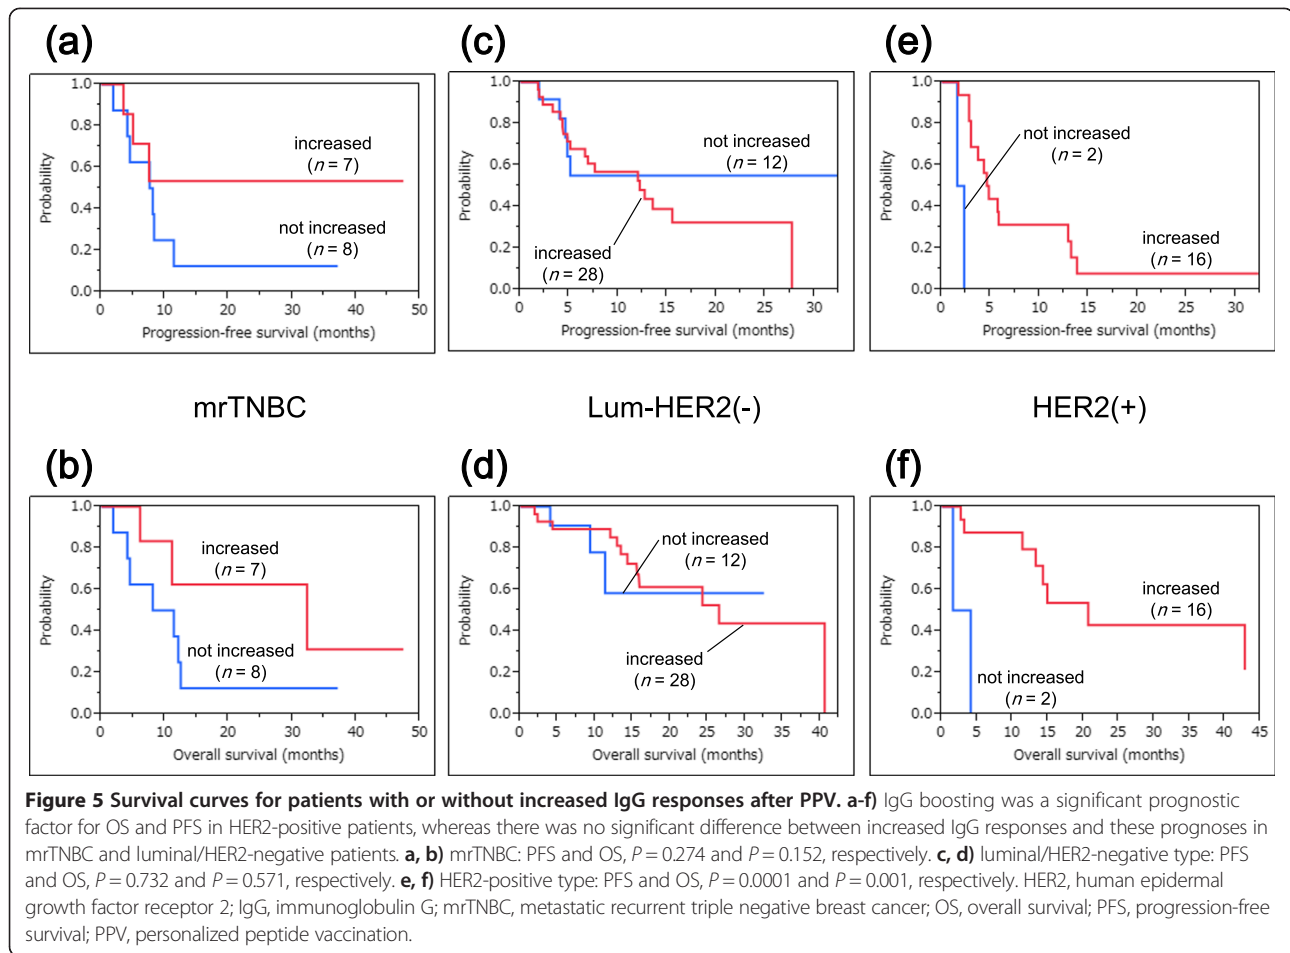 (a)
1.0
0.8
0.6
0.4
0.2
0.0
Probability
increased
(n = 7)
not increased
(n = 8)
0 10 20 30 40 50
Progression-free survival (months)
(c)
1.0
0.8
0.6
0.4
0.2
0.0
Probability
not increased
(n = 12)
increased
(n = 28)
0 5 10 15 20 25 30
Progression-free survival (months)
(e)
1.0
0.8
0.6
0.4
0.2
0.0
Probability
not increased
(n = 2)
increased
(n = 16)
0 5 10 15 20 25 30
Progression-free survival (months)
mrTNBC
Lum-HER2(-)
HER2(+)
(b)
1.0
0.8
0.6
0.4
0.2
0.0
Probability
increased
(n = 7)
not increased
(n = 8)
0 10 20 30 40 50
Overall survival (months)
(d)
1.0
0.8
0.6
0.4
0.2
0.0
Probability
not increased
(n = 12)
increased
(n = 28)
0 5 10 15 20 25 30 35 40
Overall survival (months)
(f)
1.0
0.8
0.6
0.4
0.2
0.0
Probability
increased
(n = 16)
not increased
(n = 2)
0 5 10 15 20 25 30 35 40 45
Overall survival (months)
Figure 5 Survival curves for patients with or without increased IgG responses after PPV. a-f) IgG boosting was a significant prognostic
factor for OS and PFS in HER2-positive patients, whereas there was no significant difference between increased IgG responses and these prognoses in
mrTNBC and luminal/HER2-negative patients. a, b) mrTNBC: PFS and OS, P = 0.274 and P = 0.152, respectively. c, d) luminal/HER2-negative type: PFS
and OS, P = 0.732 and P = 0.571, respectively. e, f) HER2-positive type: PFS and OS, P = 0.0001 and P = 0.001, respectively. HER2, human epidermal
growth factor receptor 2; IgG, immunoglobulin G; mrTNBC, metastatic recurrent triple negative breast cancer; OS, overall survival; PFS, progression-free
survival; PPV, personalized peptide vaccination.